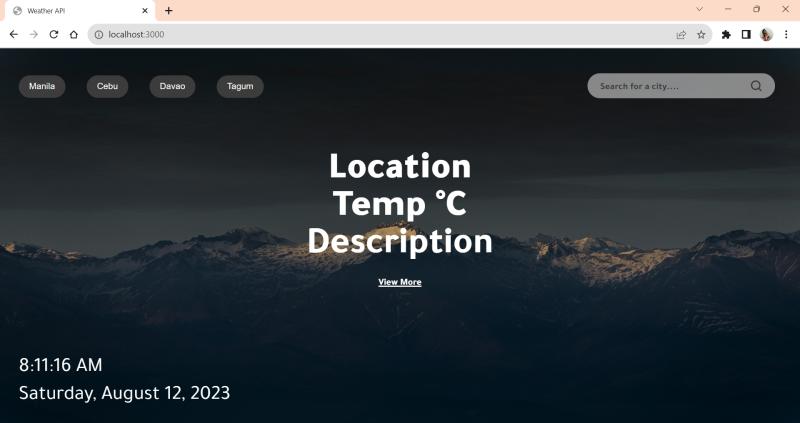 Weather API
localhost:3000
Manila Cebu Davao Tagum Search for a city....
Location
Temp °C
Description
View More
8:11:16 AM
Saturday, August 12, 2023